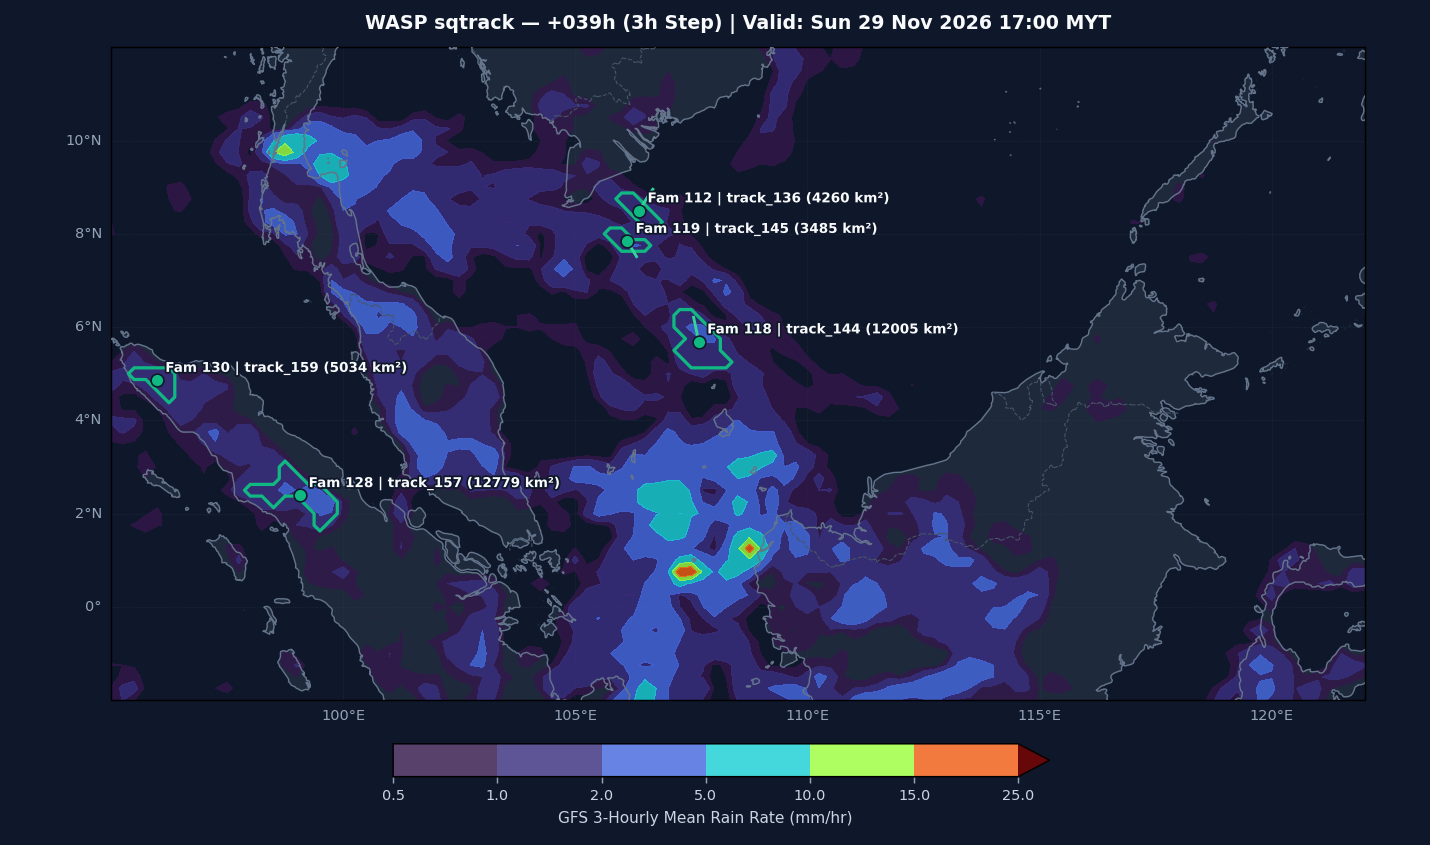 WASP sqtrack — +039h (3h Step) | Valid: Sun 29 Nov 2026 17:00 MYT
10°N
8°N
6°N
4°N
2°N
0°
Fam 112 | track_136 (4260 km²)
Fam 119 | track_145 (3485 km²)
Fam 118 | track_144 (12005 km²)
Fam 130 | track_159 (5034 km²)
Fam 128 | track_157 (12779 km²)
100°E 105°E 110°E 115°E 120°E
0.5 1.0 2.0 5.0 10.0 15.0 25.0
GFS 3-Hourly Mean Rain Rate (mm/hr)